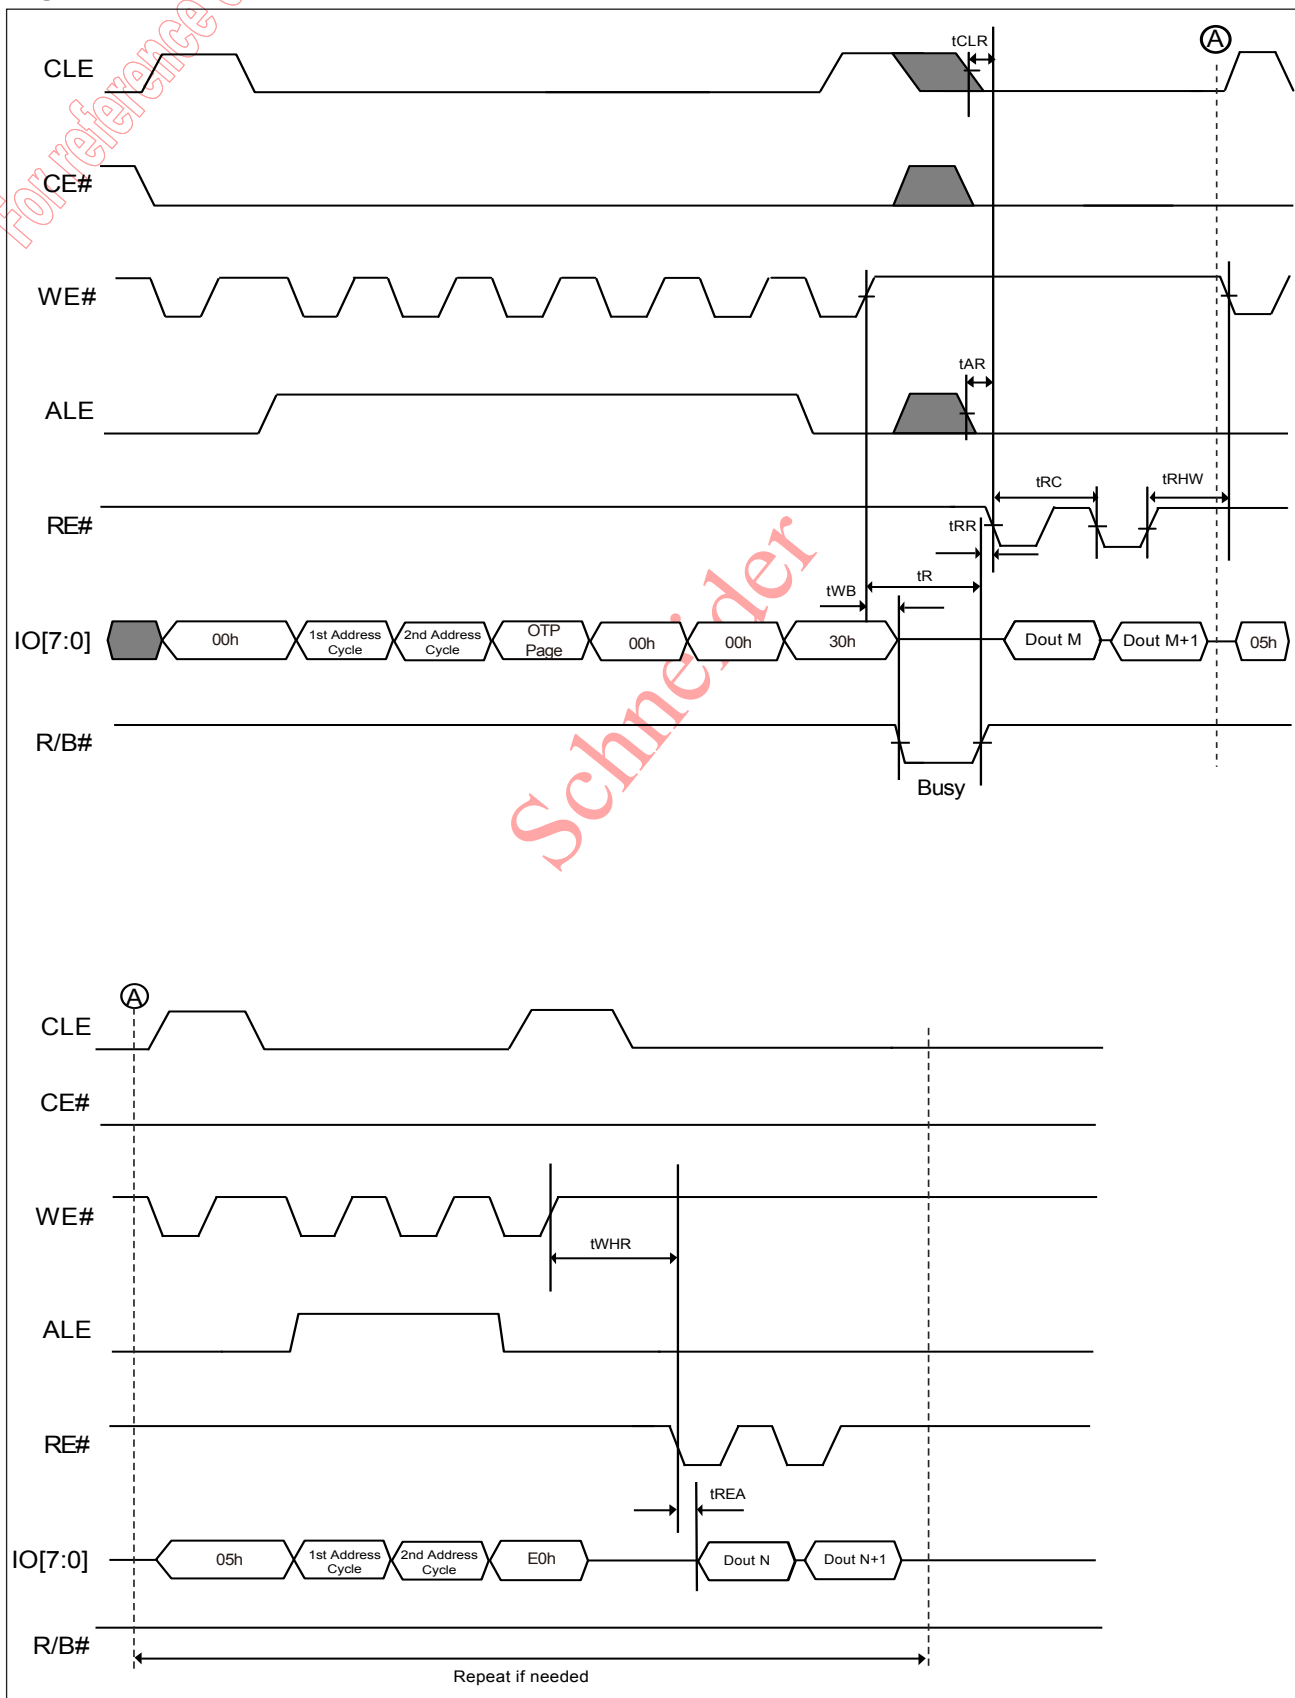 For reference
A
tCLR
CLE
CE#
WE#
tAR
ALE
tRC
tRHW
RE#
tRR
tR
tWB
IO[7:0]
00h
1st Address Cycle
2nd Address Cycle
OTP Page
00h
00h
30h
Dout M
Dout M+1
05h
R/B#
Busy
Schneider
A
CLE
CE#
WE#
tWHR
ALE
RE#
tREA
IO[7:0]
05h
1st Address Cycle
2nd Address Cycle
E0h
Dout N
Dout N+1
R/B#
Repeat if needed